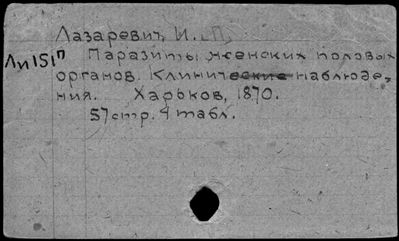 Лазаревич, И. П.
Ли151п Паразиты женских половых
органов. Клинические наблюде-
ния. Харьков, 1870.
57 стр. 4 табл.